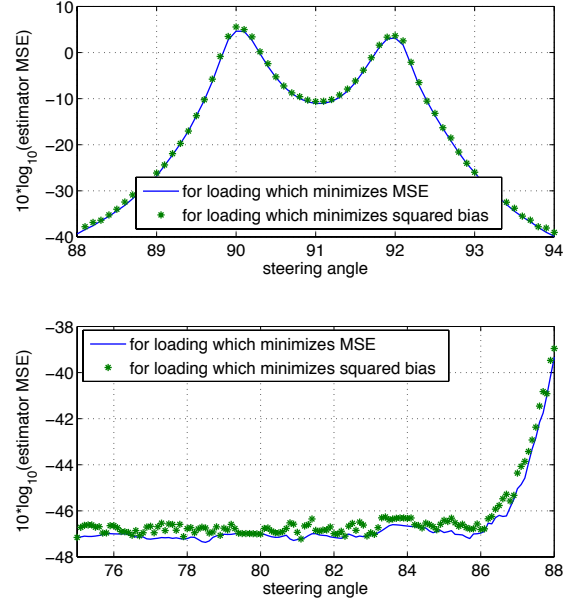 10
0
−10
−20
−30
−40
88 89 90 91 92 93 94
10*log10(estimator MSE)
for loading which minimizes MSE
for loading which minimizes squared bias
steering angle
−38
−40
−42
−44
−46
−48
76 78 80 82 84 86 88
10*log10(estimator MSE)
for loading which minimizes MSE
for loading which minimizes squared bias
steering angle